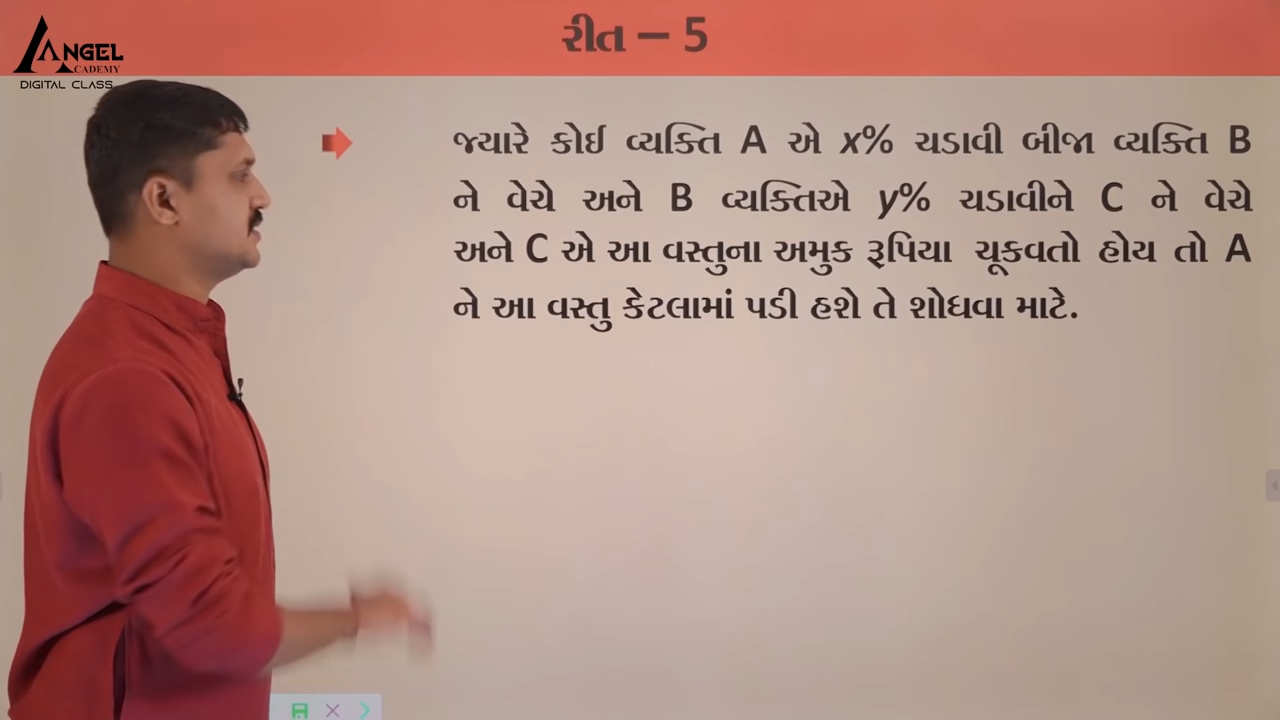 ANGEL
ACADEMY
DIGITAL CLASS
રીત – 5
જ્યારે કોઈ વ્યક્તિ A એ x% ચડાવી બીજા વ્યક્તિ B
ને વેચે અને B વ્યક્તિએ y% ચડાવીને C ને વેચે
અને C એ આ વસ્તુના અમુક રૂપિયા ચૂકવતો હોય તો A
ને આ વસ્તુ કેટલામાં પડી હશે તે શોધવા માટે.